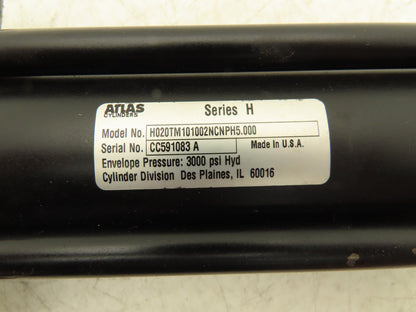 ATLAS Series H
CYLINDERS
Model No. H020TM101002NCNPH5.000
Serial No. CC591083 A Made In U.S.A.
Envelope Pressure: 3000 psi Hyd
Cylinder Division Des Plaines, IL 60016